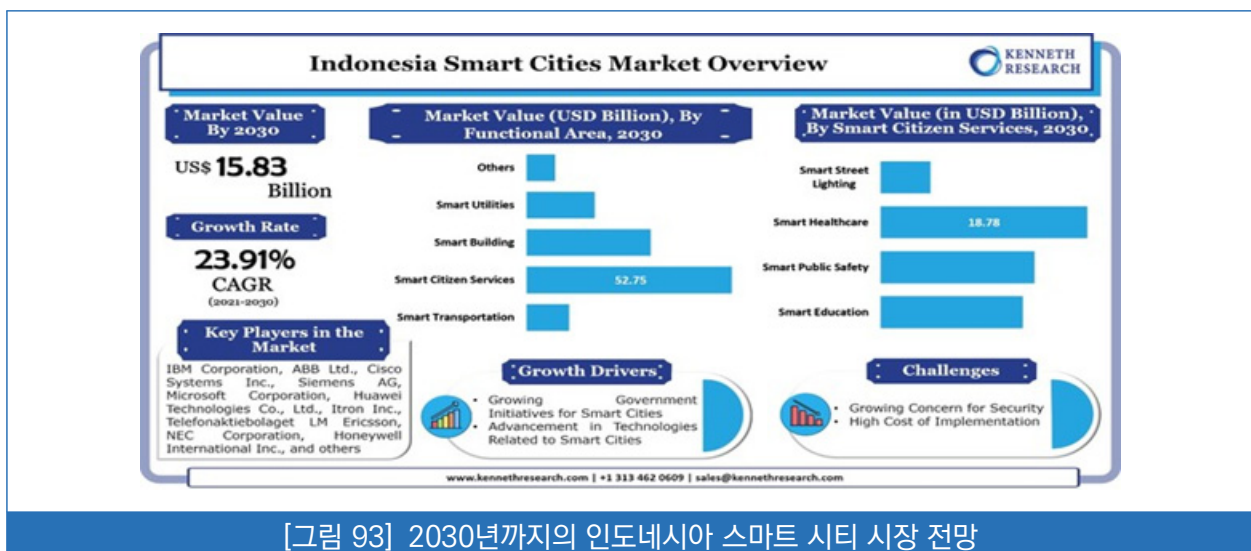 Indonesia Smart Cities Market Overview
KENNETH
RESEARCH
Market Value
By 2030
US$ 15.83
Billion
Growth Rate
23.91%
CAGR
(2021-2030)
Key Players in the
Market
IBM Corporation, ABB Ltd., Cisco
Systems Inc., Siemens AG,
Microsoft Corporation, Huawei
Technologies Co., Ltd., Itron Inc.,
Telefonaktiebolaget LM Ericsson,
NEC Corporation, Honeywell
International Inc., and others
Market Value (USD Billion), By
Functional Area, 2030
Others
Smart Utilities
Smart Building
Smart Citizen Services
52.75
Smart Transportation
Market Value (in USD Billion),
By Smart Citizen Services, 2030
Smart Street
Lighting
Smart Healthcare
18.78
Smart Public Safety
Smart Education
Growth Drivers
• Growing Government
Initiatives for Smart Cities
• Advancement in Technologies
Related to Smart Cities
Challenges
• Growing Concern for Security
• High Cost of Implementation
www.kennethresearch.com | +1 313 462 0609 | sales@kennethresearch.com
[그림 93] 2030년까지의 인도네시아 스마트 시티 시장 전망